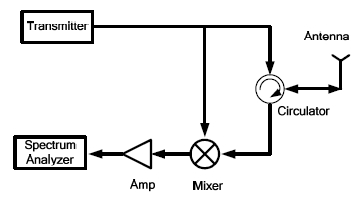 Transmitter
Antenna
Circulator
Spectrum
Analyzer
Amp
Mixer